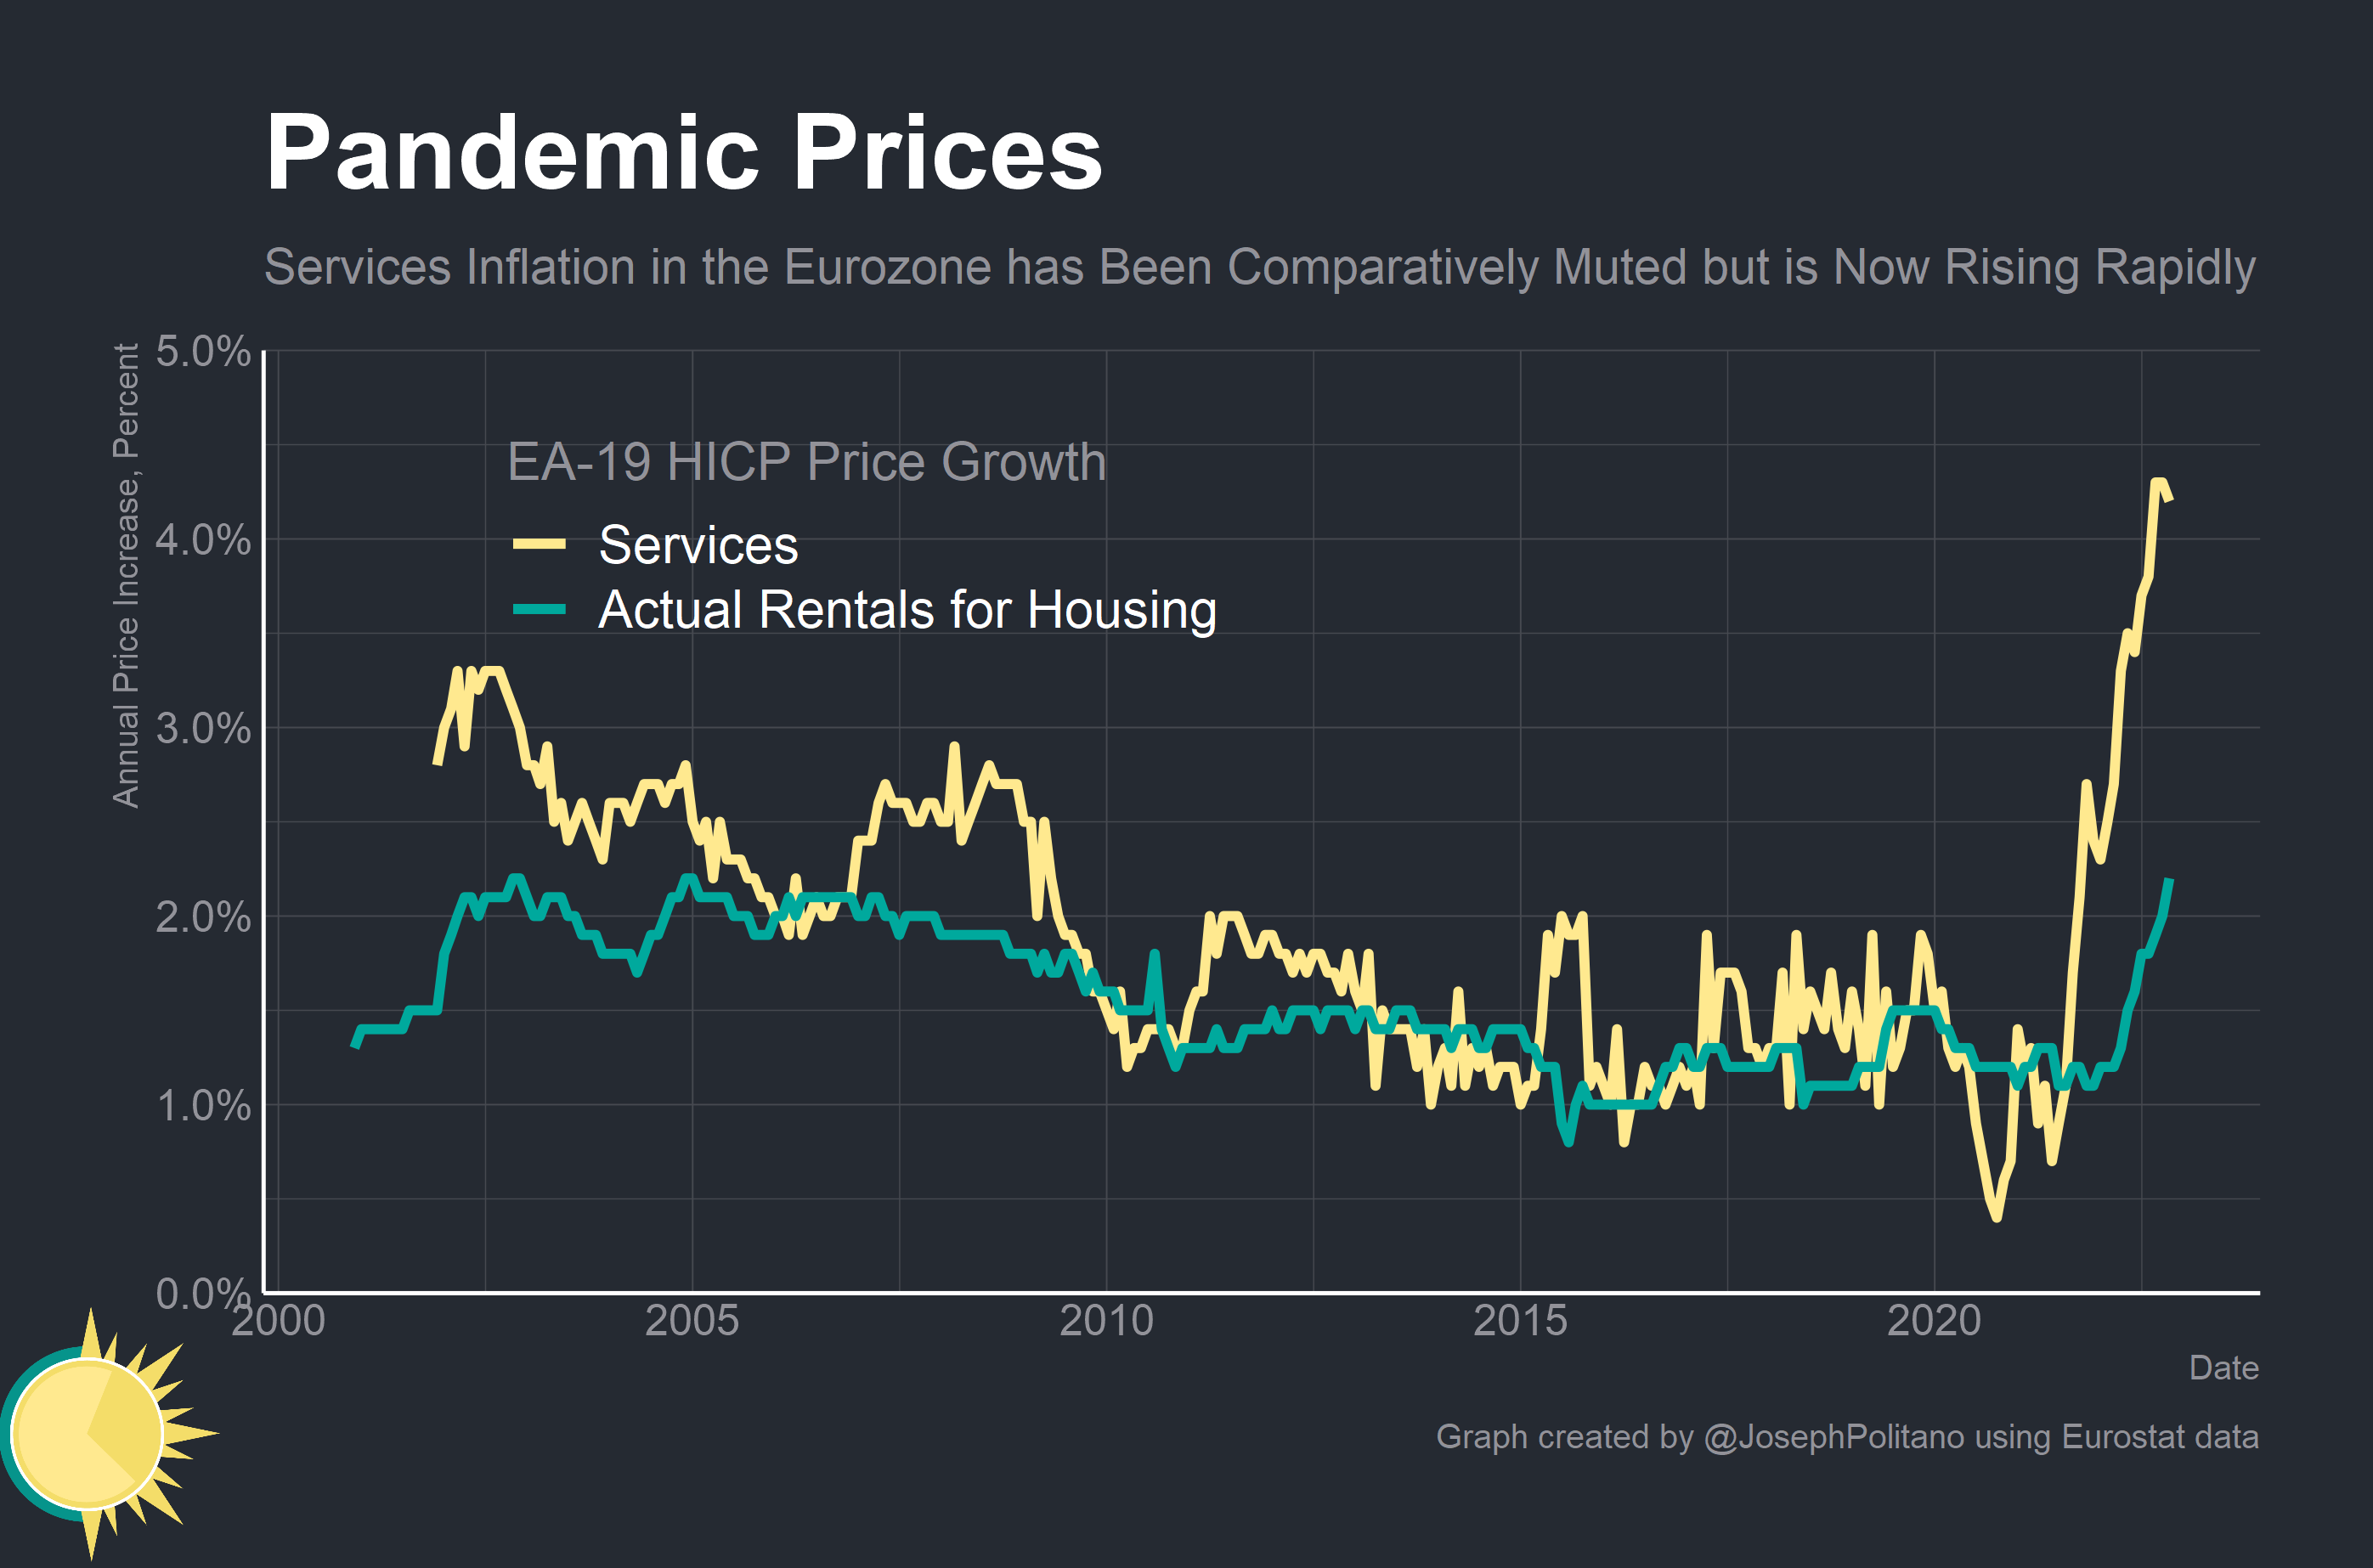 Pandemic Prices
Services Inflation in the Eurozone has Been Comparatively Muted but is Now Rising Rapidly
Annual Price Increase, Percent
5.0%
4.0%
3.0%
2.0%
1.0%
0.0%
EA-19 HICP Price Growth
Services
Actual Rentals for Housing
2000
2005
2010
2015
2020
Date
Graph created by @JosephPolitano using Eurostat data